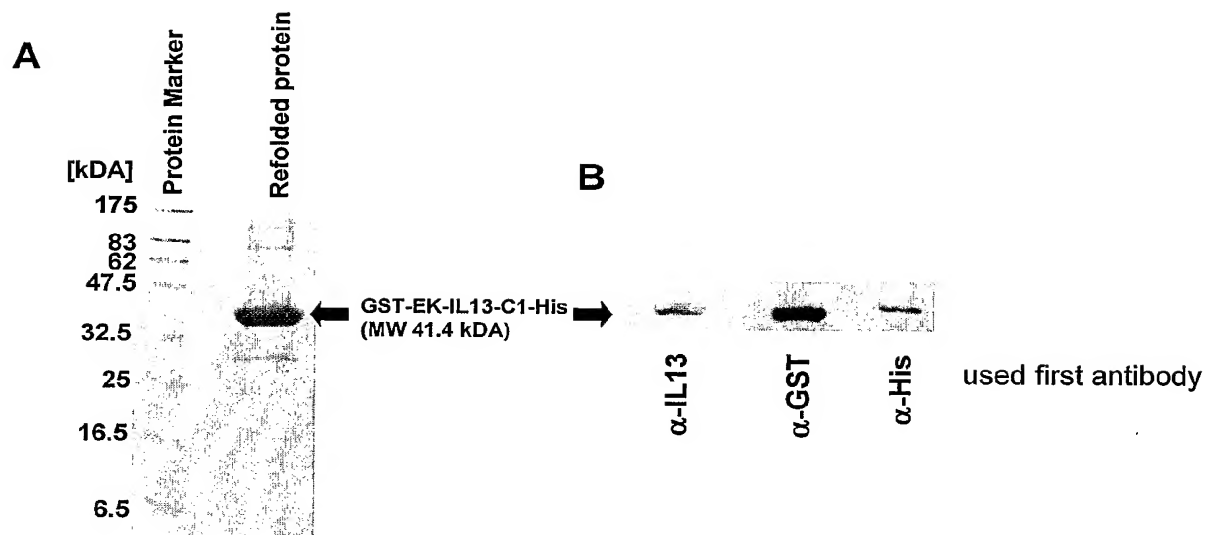 A
Protein Marker
Refolded protein
[kDA]
175
83
62
47.5
32.5
25
16.5
6.5
GST-EK-IL13-C1-His
(MW 41.4 kDA)
B
α-IL13
α-GST
α-His
used first antibody